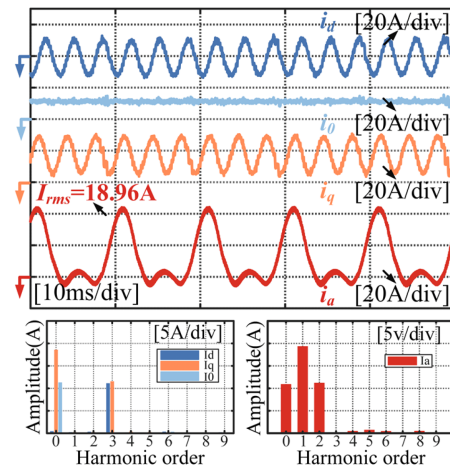 i_d [20A/div]
i_0 [20A/div]
i_q [20A/div]
I_rms=18.96A
[10ms/div] i_a [20A/div]
Amplitude(A)
[5A/div]
Id
Iq
I0
0 1 2 3 4 5 6 7 8 9
Harmonic order
Amplitude(A)
[5v/div]
Ia
0 1 2 3 4 5 6 7 8 9
Harmonic order